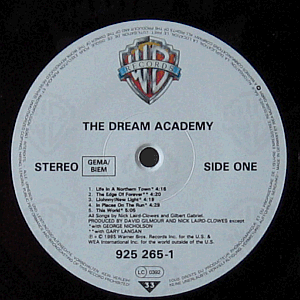 WB
RECORDS
THE DREAM ACADEMY
STEREO
GEMA/
BIEM
SIDE ONE
1. Life In A Northern Town* 4:18
2. The Edge Of Forever** 4:20
3. (Johnny)New Light* 4:31
4. In Places On The Run* 4:29
5. This World* 5:05
All Songs by Nick Laird-Clowes and Gilbert Gabriel.
PRODUCED BY DAVID GILMOUR AND NICK LAIRD-CLOWES except
*with GEORGE NICHOLSON
**with GARY LANGAN
℗ © 1985 Warner Bros. Records Inc. for the U.S. &
WEA International Inc. for the world outside of the U.S.
925 265-1
LC 0392
33